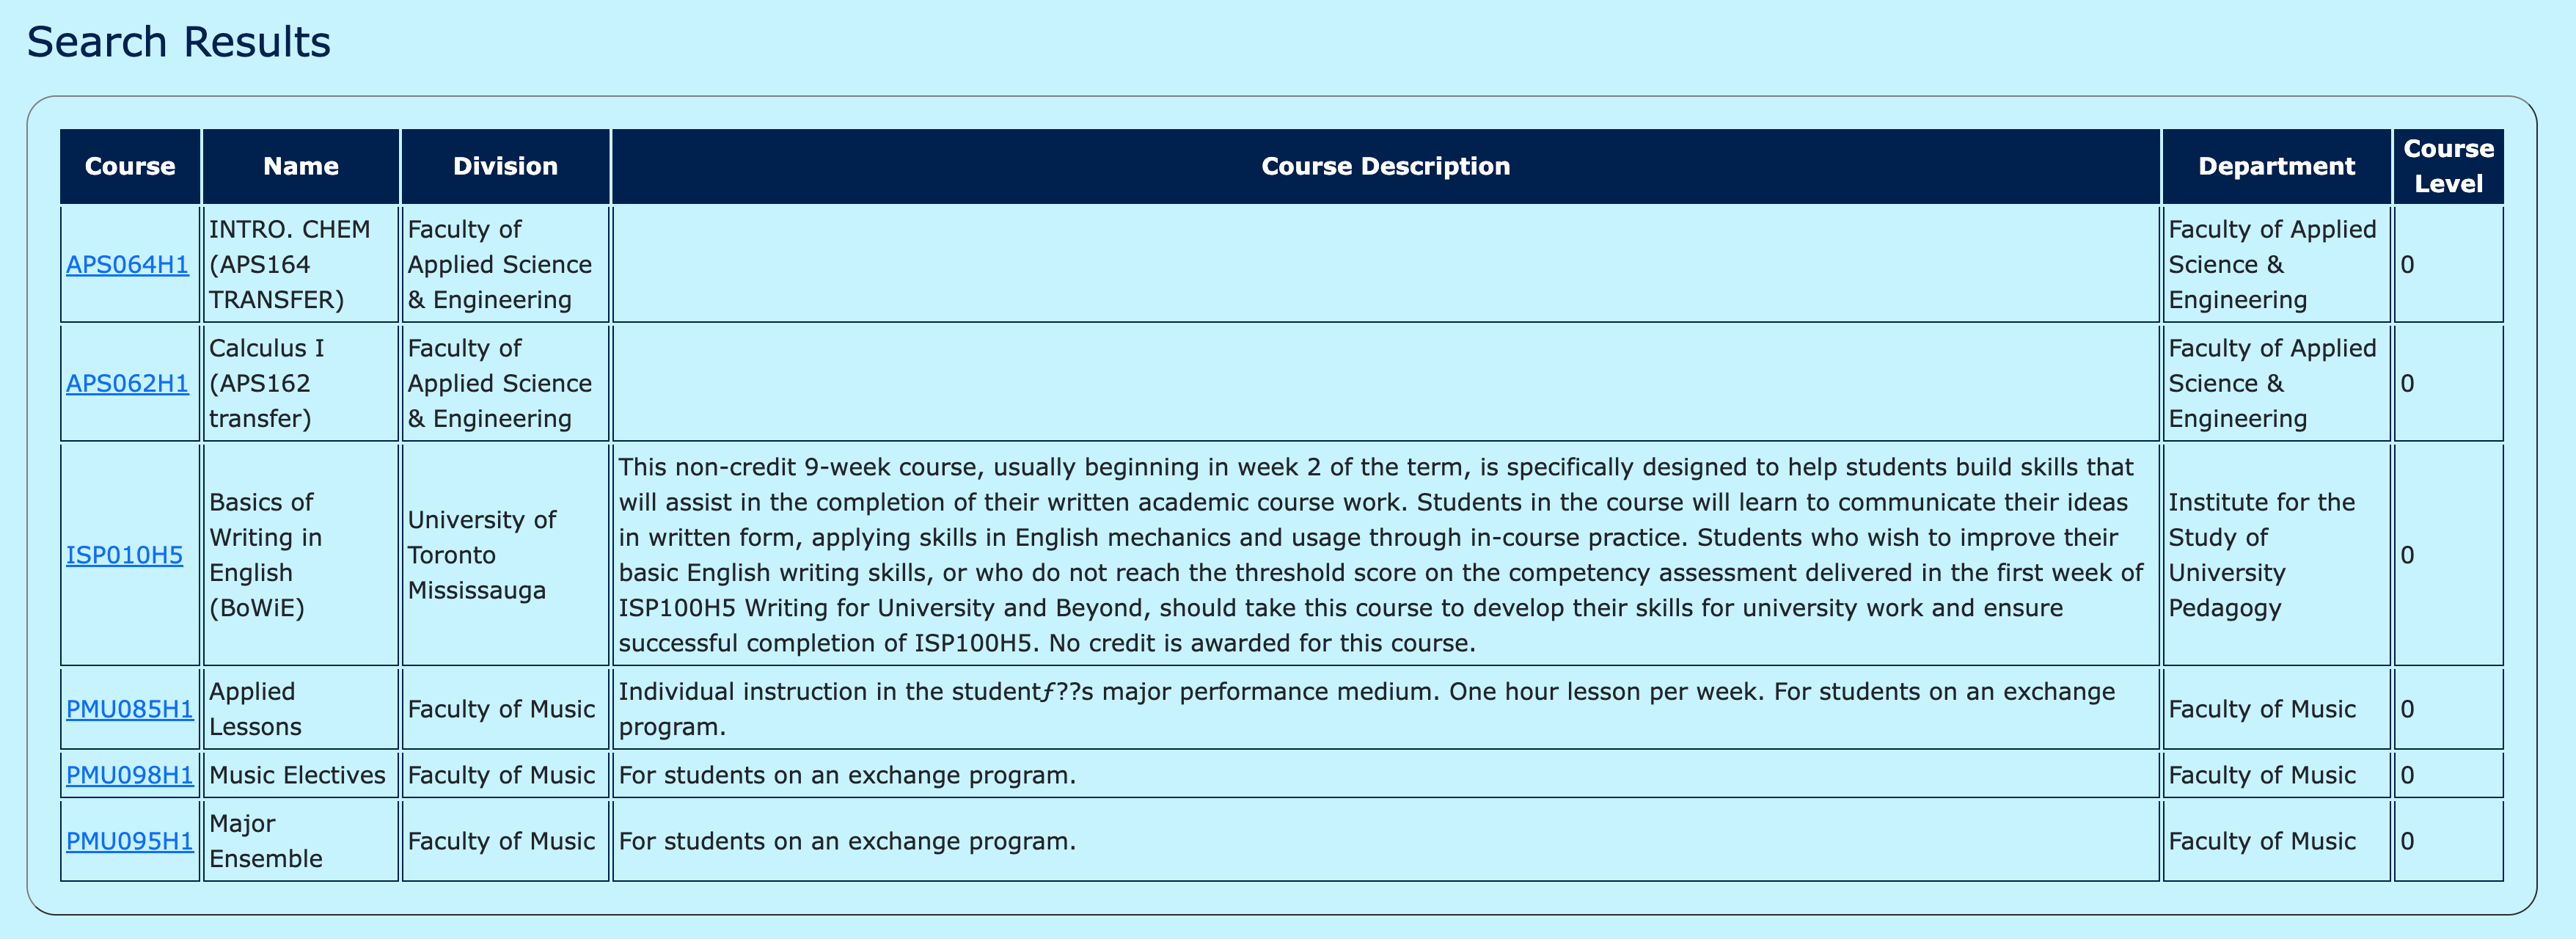 Search Results
Course Name Division Course Description Department Course Level
APS064H1
INTRO. CHEM
(APS164
TRANSFER)
Faculty of
Applied Science
& Engineering
Faculty of Applied
Science &
Engineering
0
APS062H1
Calculus I
(APS162
transfer)
Faculty of
Applied Science
& Engineering
Faculty of Applied
Science &
Engineering
0
ISP010H5
Basics of
Writing in
English
(BoWiE)
University of
Toronto
Mississauga
This non-credit 9-week course, usually beginning in week 2 of the term, is specifically designed to help students build skills that
will assist in the completion of their written academic course work. Students in the course will learn to communicate their ideas
in written form, applying skills in English mechanics and usage through in-course practice. Students who wish to improve their
basic English writing skills, or who do not reach the threshold score on the competency assessment delivered in the first week of
ISP100H5 Writing for University and Beyond, should take this course to develop their skills for university work and ensure
successful completion of ISP100H5. No credit is awarded for this course.
Institute for the
Study of
University
Pedagogy
0
PMU085H1
Applied
Lessons
Faculty of Music
Individual instruction in the studentƒ??s major performance medium. One hour lesson per week. For students on an exchange
program.
Faculty of Music
0
PMU098H1
Music Electives
Faculty of Music
For students on an exchange program.
Faculty of Music
0
PMU095H1
Major
Ensemble
Faculty of Music
For students on an exchange program.
Faculty of Music
0